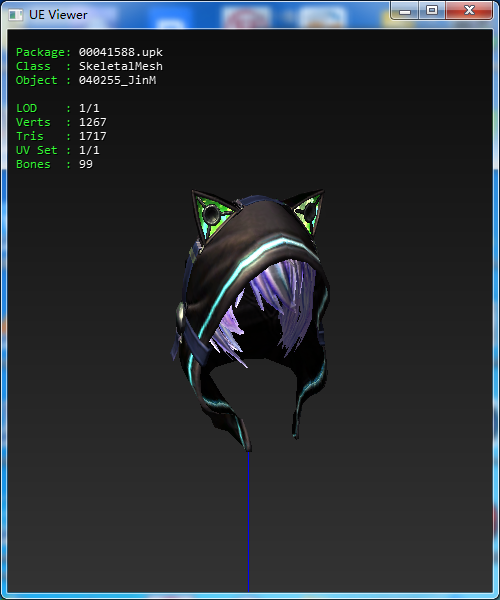 UE Viewer
Package: 00041588.upk
Class : SkeletalMesh
Object : 040255_JinM
LOD : 1/1
Verts : 1267
Tris : 1717
UV Set : 1/1
Bones : 99